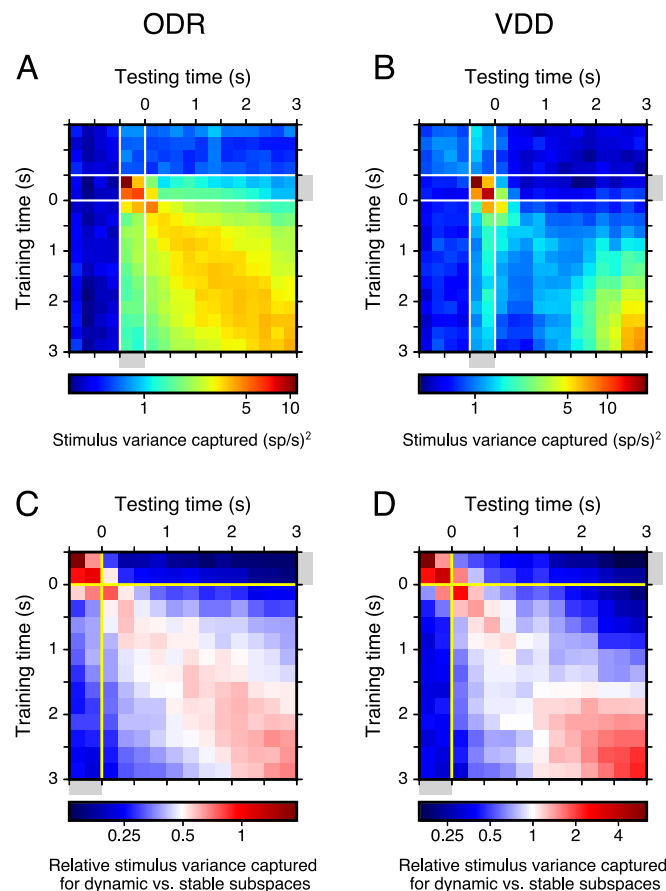 ODR
VDD
A
Testing time (s)
0 1 2 3
Training time (s)
0
1
2
3
1 5 10
Stimulus variance captured (sp/s)²
B
Testing time (s)
0 1 2 3
Training time (s)
0
1
2
3
1 5 10
Stimulus variance captured (sp/s)²
C
Testing time (s)
0 1 2 3
Training time (s)
0
1
2
3
0.25 0.5 1
Relative stimulus variance captured
for dynamic vs. stable subspaces
D
Testing time (s)
0 1 2 3
Training time (s)
0
1
2
3
0.25 0.5 1 2 4
Relative stimulus variance captured
for dynamic vs. stable subspaces